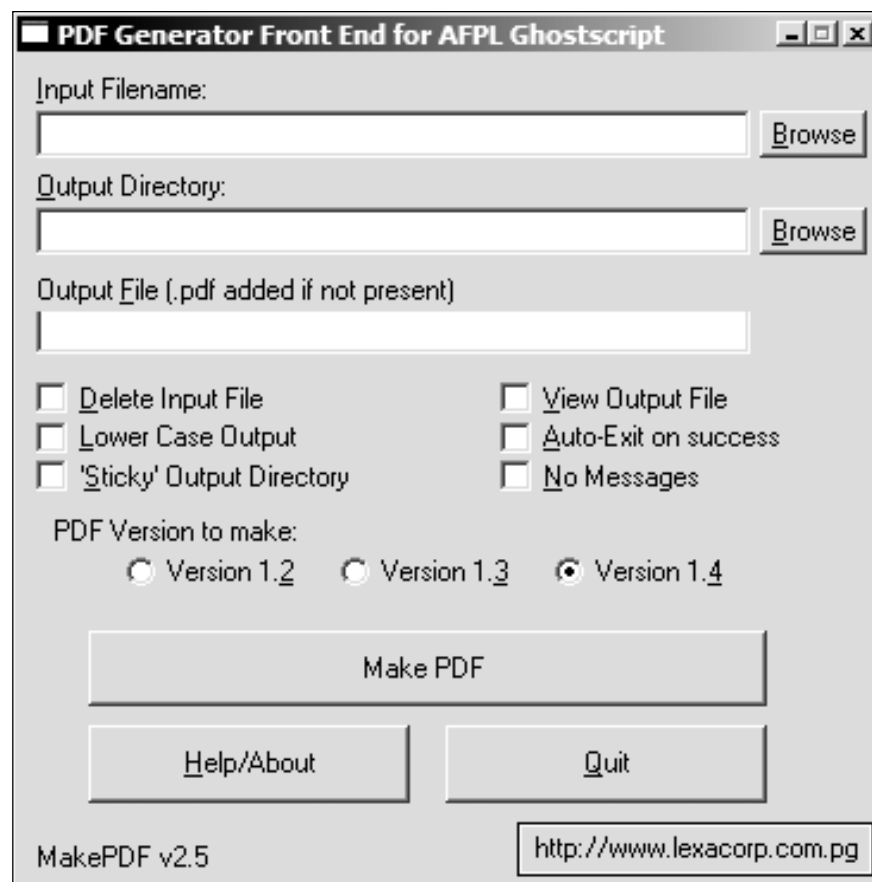 PDF Generator Front End for AFPL Ghostscript
Input Filename:
Browse
Output Directory:
Browse
Output File (.pdf added if not present)
Delete Input File
View Output File
Lower Case Output
Auto-Exit on success
'Sticky' Output Directory
No Messages
PDF Version to make:
Version 1.2 Version 1.3 Version 1.4
Make PDF
Help/About
Quit
MakePDF v2.5
http://www.lexacorp.com.pg